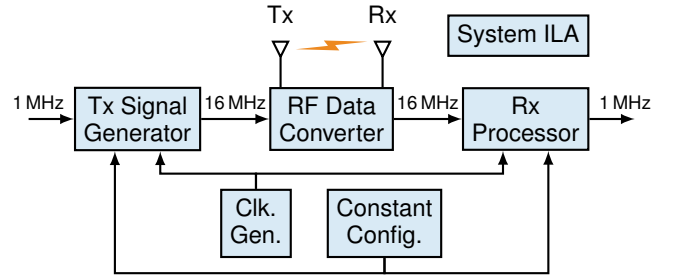 Tx
Rx
System ILA
1 MHz
Tx Signal
Generator
16 MHz
RF Data
Converter
16 MHz
Rx
Processor
1 MHz
Clk.
Gen.
Constant
Config.